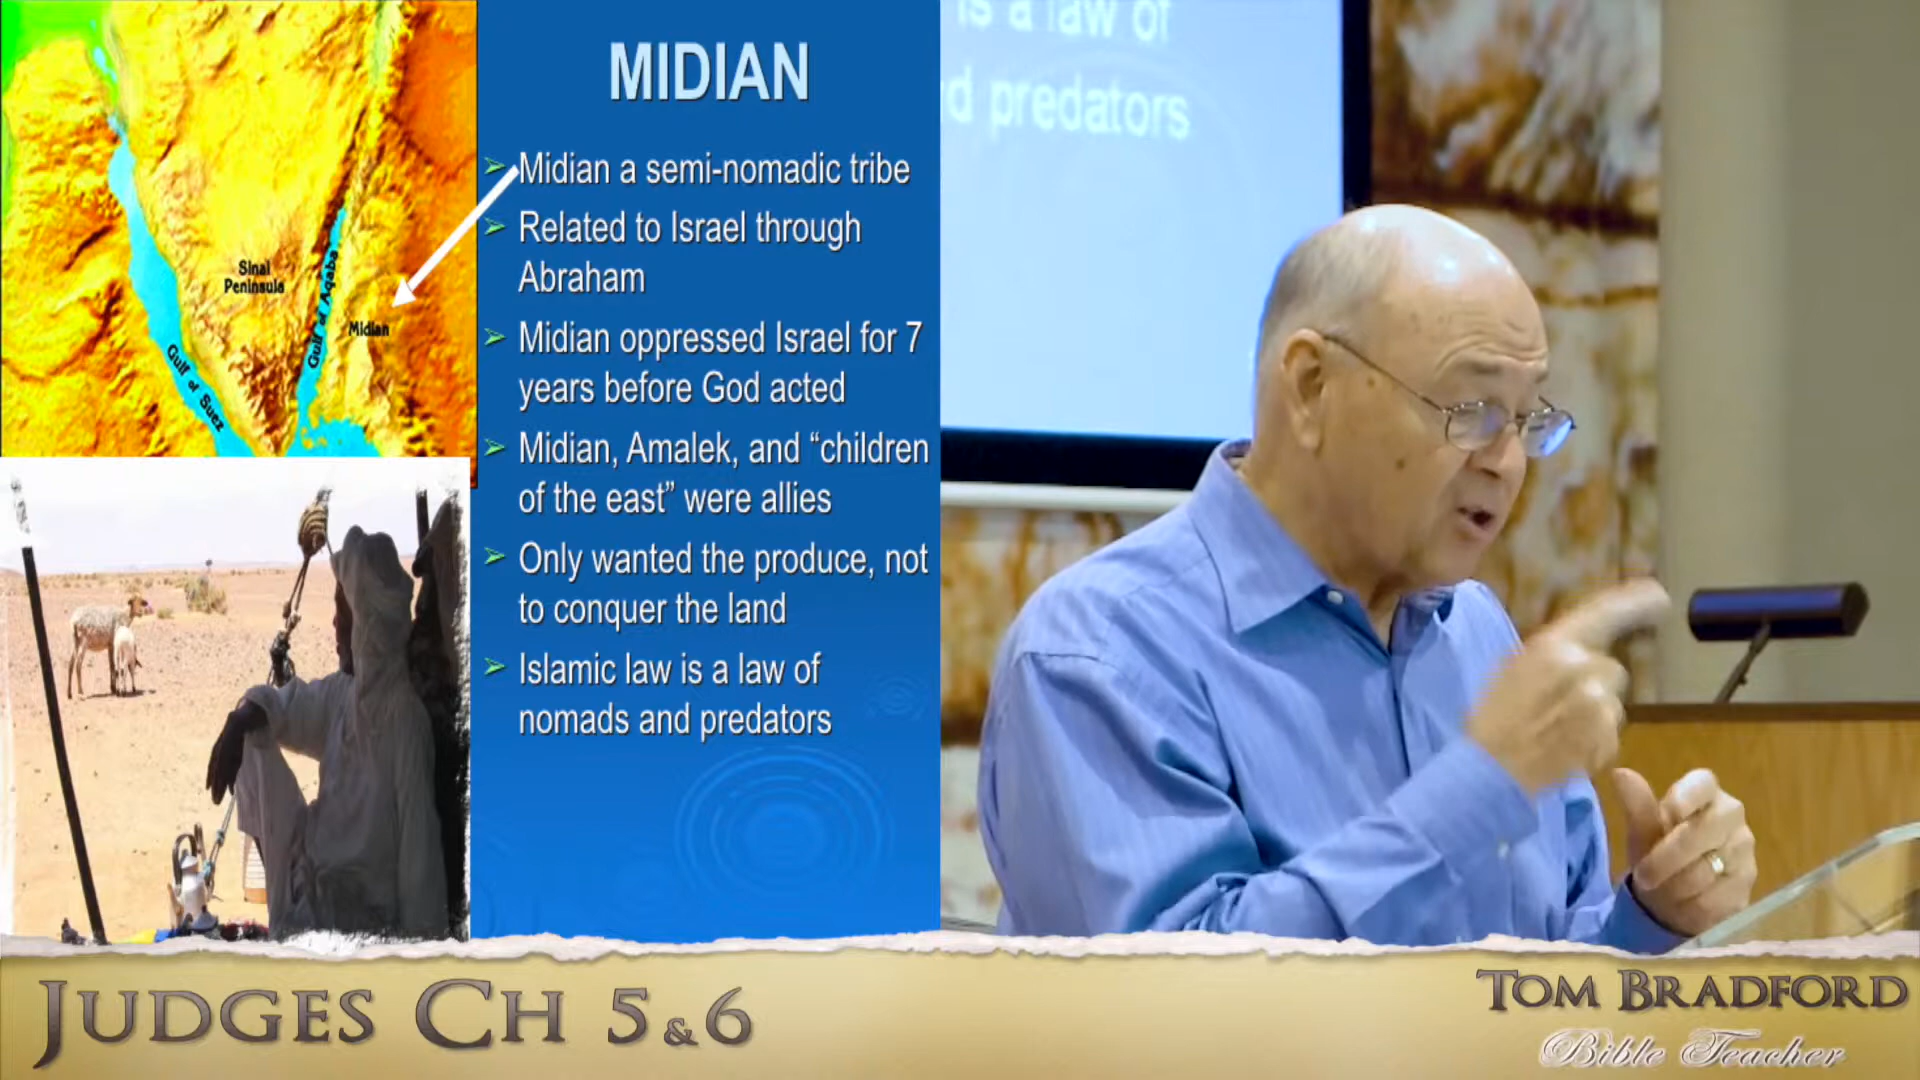 MIDIAN
Midian a semi-nomadic tribe
Related to Israel through
Abraham
Midian oppressed Israel for 7
years before God acted
Midian, Amalek, and “children
of the east” were allies
Only wanted the produce, not
to conquer the land
Islamic law is a law of
nomads and predators
Sinai
Peninsula
Gulf of Aqaba
Midian
Gulf of Suez
is a law of
d predators
JUDGES CH 5&6
TOM BRADFORD
Bible Teacher